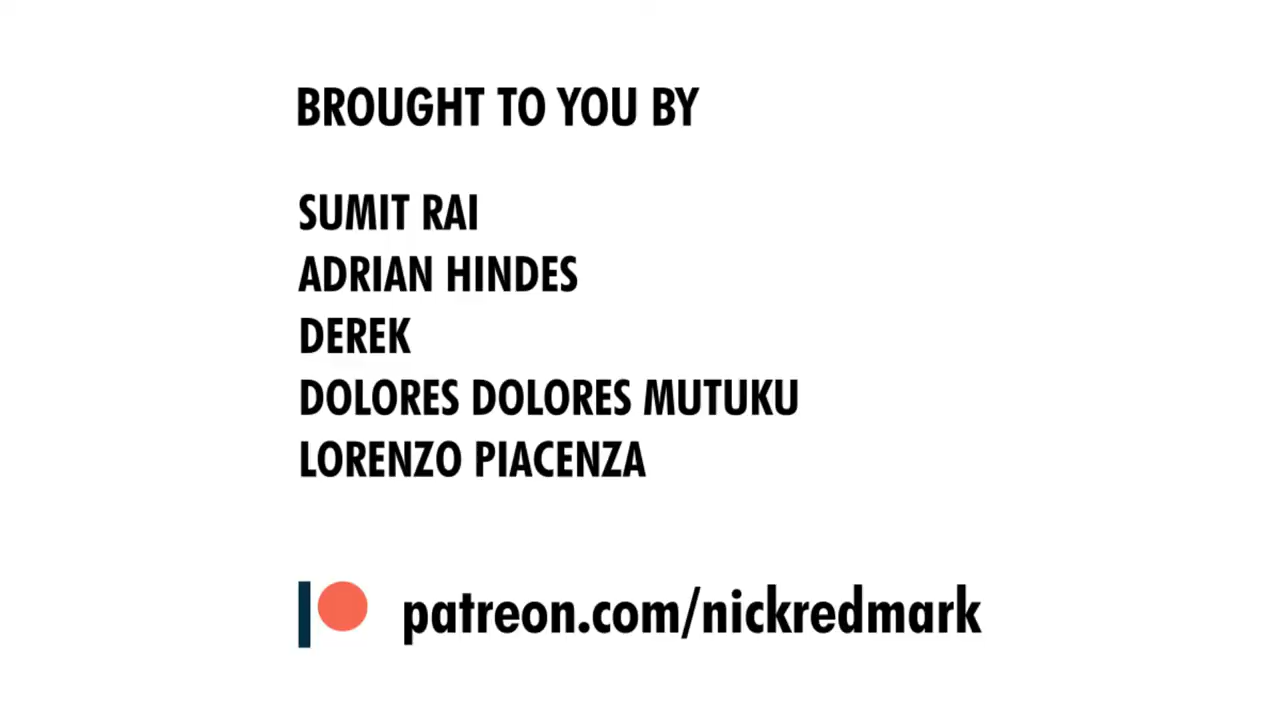 BROUGHT TO YOU BY
SUMIT RAI
ADRIAN HINDES
DEREK
DOLORES DOLORES MUTUKU
LORENZO PIACENZA
patreon.com/nickredmark